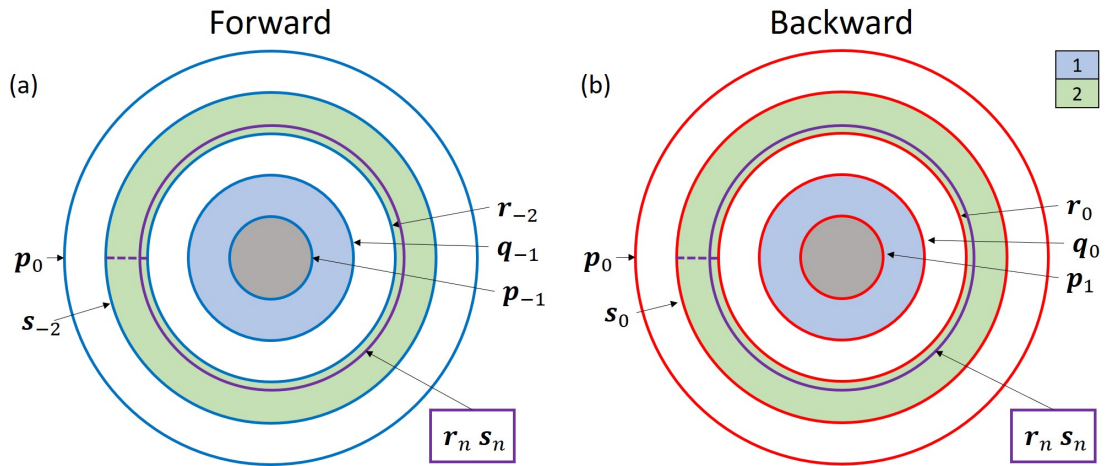 Forward
(a)
r₋₂
q₋₁
p₋₁
p₀
s₋₂
rₙ sₙ
Backward
(b)
1
2
r₀
q₀
p₁
p₀
s₀
rₙ sₙ